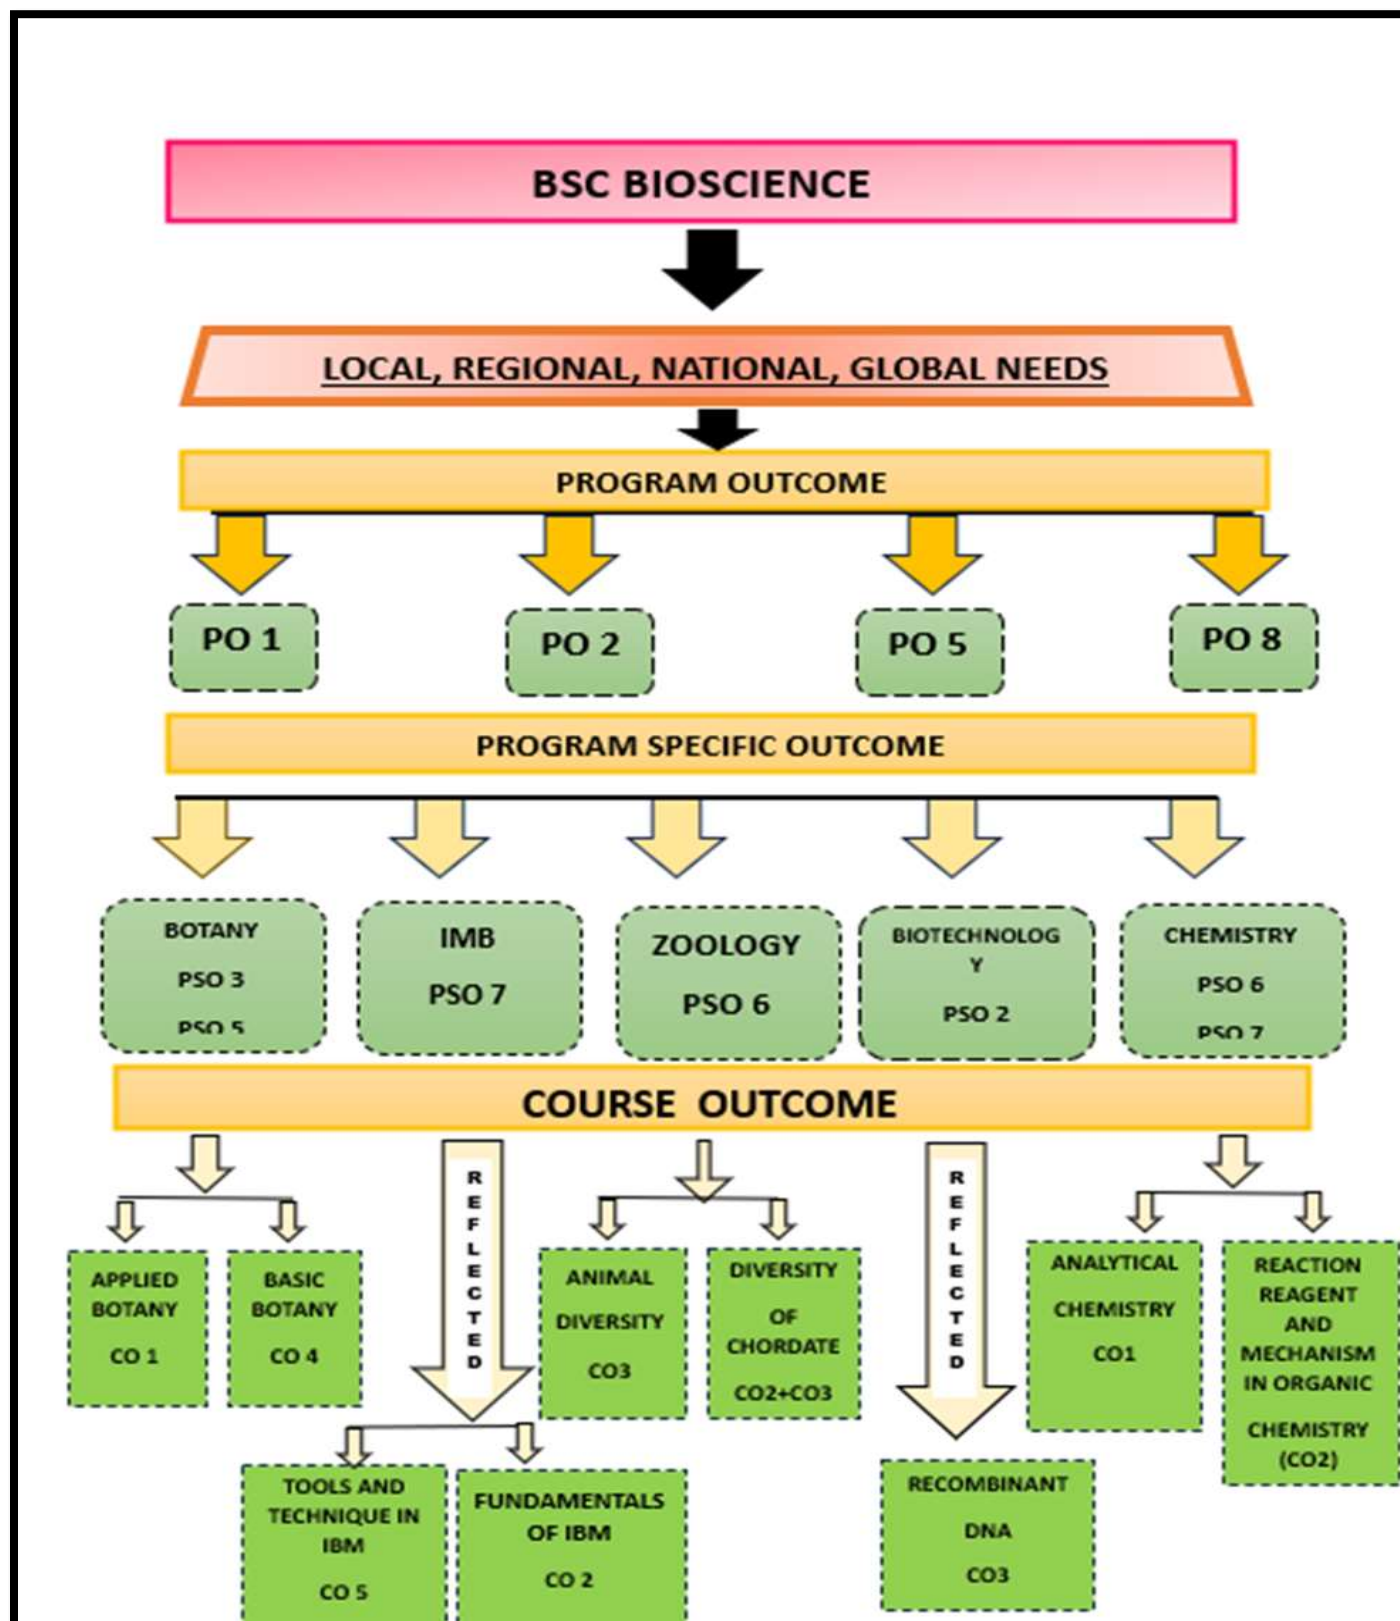 BSC BIOSCIENCE
LOCAL, REGIONAL, NATIONAL, GLOBAL NEEDS
PROGRAM OUTCOME
PO 1
PO 2
PO 5
PO 8
PROGRAM SPECIFIC OUTCOME
BOTANY
PSO 3
PSO 5
IMB
PSO 7
ZOOLOGY
PSO 6
BIOTECHNOLOG
Y
PSO 2
CHEMISTRY
PSO 6
PSO 7
COURSE OUTCOME
APPLIED
BOTANY
CO 1
BASIC
BOTANY
CO 4
REFLECTED
TOOLS AND
TECHNIQUE IN
IBM
CO 5
FUNDAMENTALS
OF IBM
CO 2
ANIMAL
DIVERSITY
CO3
DIVERSITY
OF
CHORDATE
CO2+CO3
REFLECTED
RECOMBINANT
DNA
CO3
ANALYTICAL
CHEMISTRY
CO1
REACTION
REAGENT
AND
MECHANISM
IN ORGANIC
CHEMISTRY
(CO2)